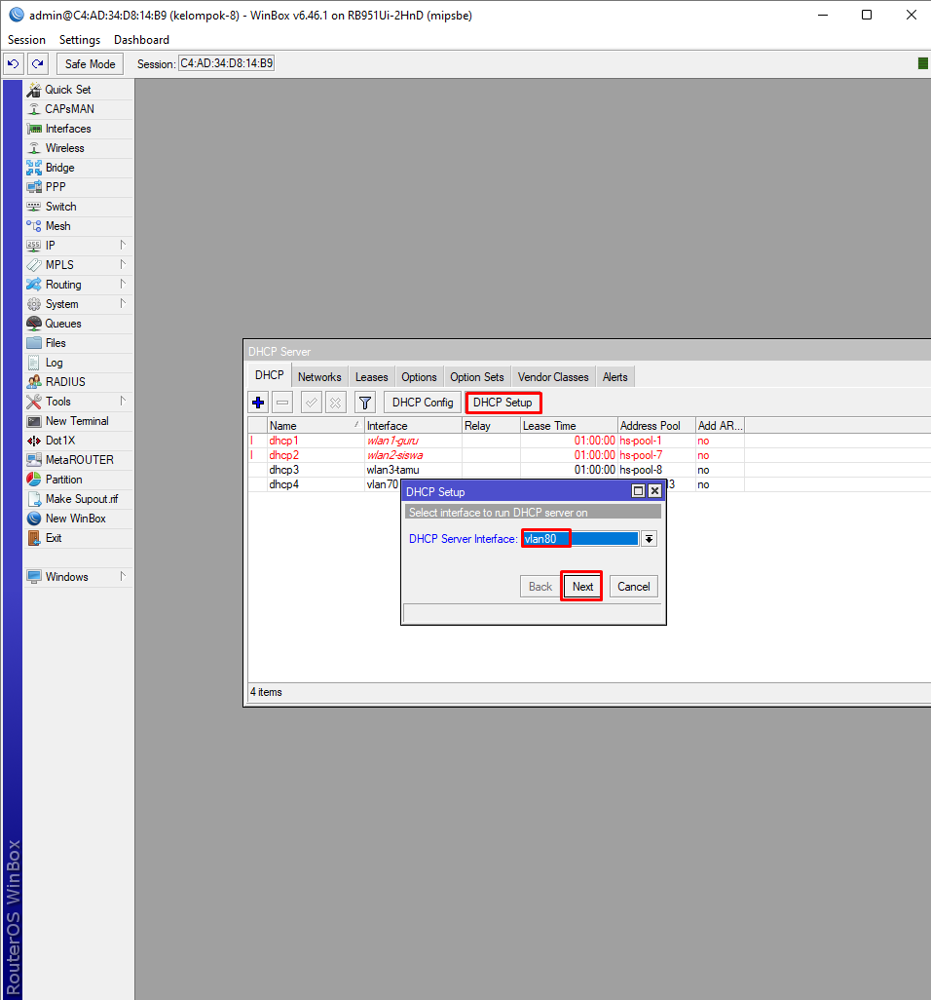 admin@C4:AD:34:D8:14:B9 (kelompok-8) - WinBox v6.46.1 on RB951Ui-2HnD (mipsbe)
Session Settings Dashboard
Safe Mode Session: C4:AD:34:D8:14:B9
Quick Set
CAPsMAN
Interfaces
Wireless
Bridge
PPP
Switch
Mesh
IP
MPLS
Routing
System
Queues
Files
Log
RADIUS
Tools
New Terminal
Dot1X
MetaROUTER
Partition
Make Supout.rif
New WinBox
Exit
Windows
RouterOS WinBox
DHCP Server
DHCP Networks Leases Options Option Sets Vendor Classes Alerts
DHCP Config DHCP Setup
Name Interface Relay Lease Time Address Pool Add AR...
I dhcp1 wlan1-guru 01:00:00 hs-pool-1 no
I dhcp2 wlan2-siswa 01:00:00 hs-pool-7 no
dhcp3 wlan3-tamu 01:00:00 hs-pool-8 no
dhcp4 vlan70 3 no
DHCP Setup
Select interface to run DHCP server on
DHCP Server Interface: vlan80
Back Next Cancel
4 items